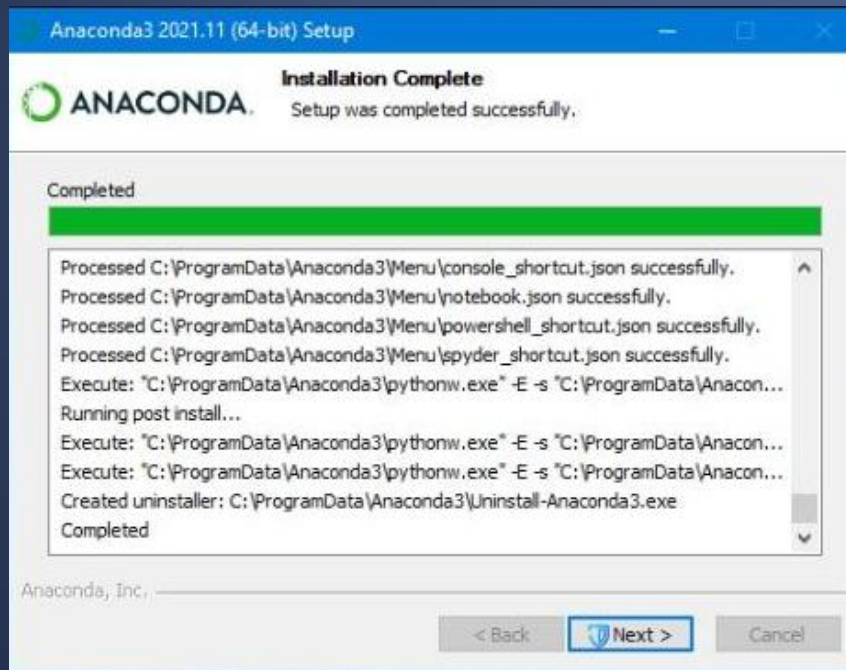 Anaconda3 2021.11 (64-bit) Setup
ANACONDA.
Installation Complete
Setup was completed successfully.
Completed
Processed C:\ProgramData\Anaconda3\Menu\console_shortcut.json successfully.
Processed C:\ProgramData\Anaconda3\Menu\notebook.json successfully.
Processed C:\ProgramData\Anaconda3\Menu\powershell_shortcut.json successfully.
Processed C:\ProgramData\Anaconda3\Menu\spyder_shortcut.json successfully.
Execute: "C:\ProgramData\Anaconda3\pythonw.exe" -E -s "C:\ProgramData\Anacon...
Running post install...
Execute: "C:\ProgramData\Anaconda3\pythonw.exe" -E -s "C:\ProgramData\Anacon...
Execute: "C:\ProgramData\Anaconda3\pythonw.exe" -E -s "C:\ProgramData\Anacon...
Created uninstaller: C:\ProgramData\Anaconda3\Uninstall-Anaconda3.exe
Completed
Anaconda, Inc.
< Back Next > Cancel